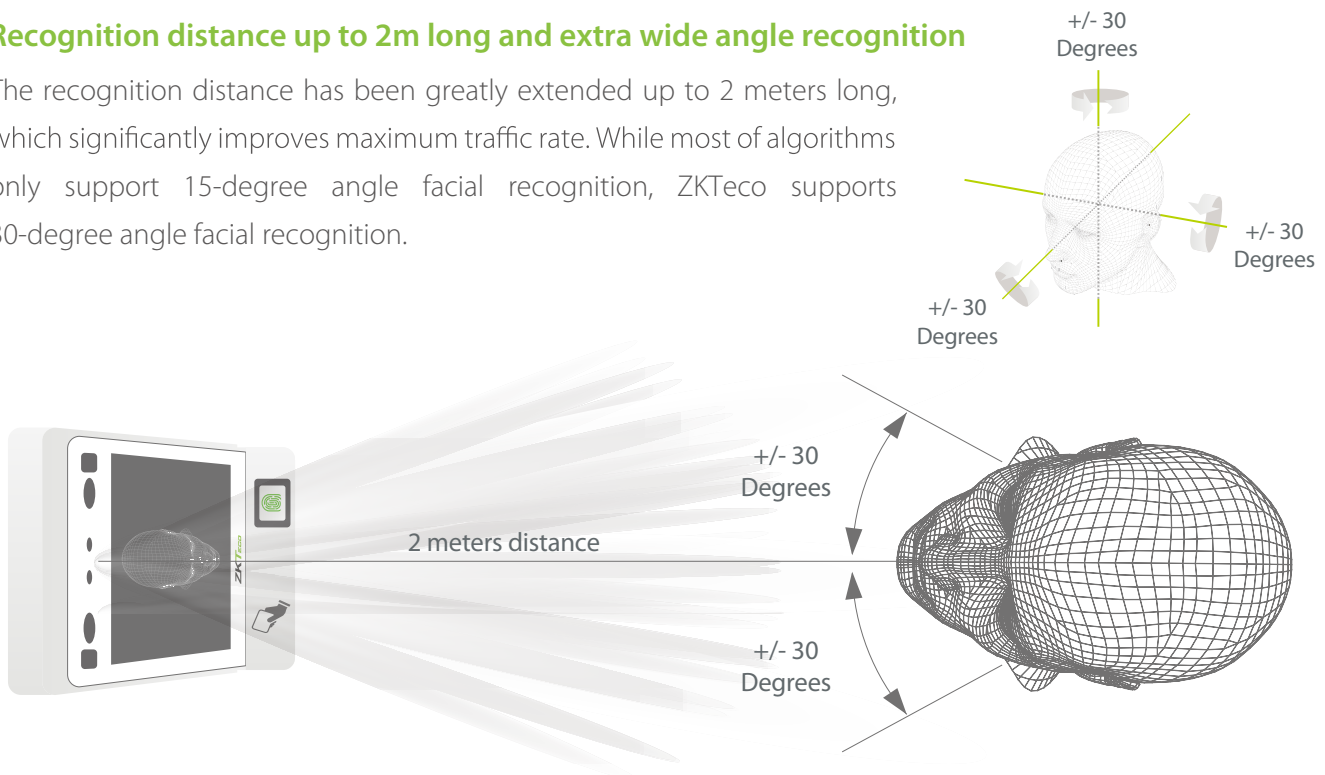 Recognition distance up to 2m long and extra wide angle recognition
The recognition distance has been greatly extended up to 2 meters long,
which significantly improves maximum traffic rate. While most of algorithms
only support 15-degree angle facial recognition, ZKTeco supports
30-degree angle facial recognition.
+/- 30
Degrees
+/- 30
Degrees
+/- 30
Degrees
+/- 30
Degrees
2 meters distance
ZKTeco
+/- 30
Degrees